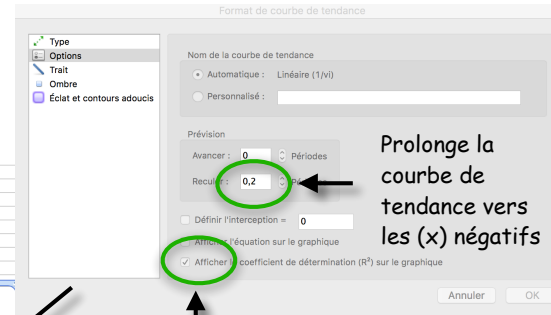 Format de courbe de tendance
Type
Options
Trait
Ombre
Éclat et contours adoucis
Nom de la courbe de tendance
Automatique : Linéaire (1/vi)
Personnalisé :
Prévision
Avancer : 0 Périodes
Reculer : 0,2
Définir l'interception = 0
Afficher l'équation sur le graphique
Afficher le coefficient de détermination (R²) sur le graphique
Annuler OK
Prolonge la
courbe de
tendance vers
les (x) négatifs